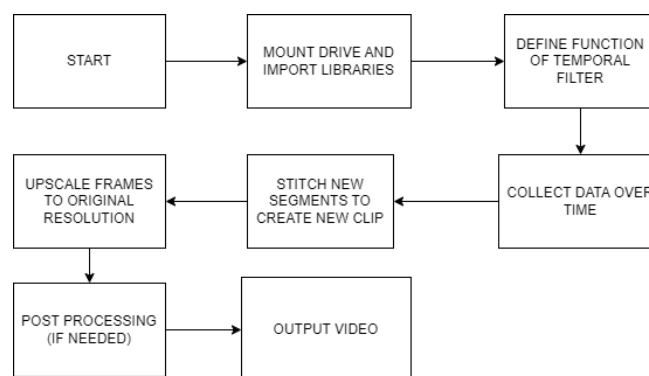 START
MOUNT DRIVE AND
IMPORT LIBRARIES
DEFINE FUNCTION
OF TEMPORAL
FILTER
COLLECT DATA OVER
TIME
STITCH NEW
SEGMENTS TO
CREATE NEW CLIP
UPSCALE FRAMES
TO ORIGINAL
RESOLUTION
POST PROCESSING
(IF NEEDED)
OUTPUT VIDEO